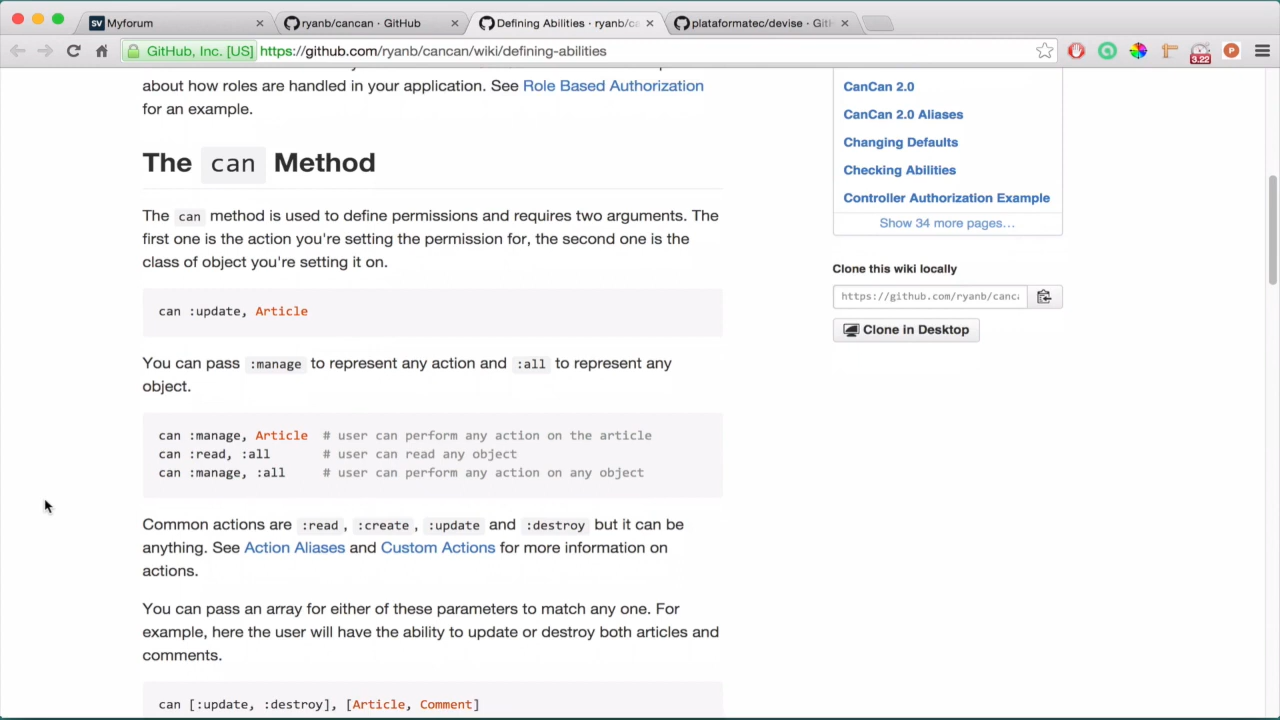 Myforum
ryanb/cancan · GitHub
Defining Abilities · ryanb/ca
plataformatec/devise · Git
GitHub, Inc. [US] https://github.com/ryanb/cancan/wiki/defining-abilities
3.22
about how roles are handled in your application. See Role Based Authorization
for an example.
The can Method
The can method is used to define permissions and requires two arguments. The
first one is the action you're setting the permission for, the second one is the
class of object you're setting it on.
can :update, Article
You can pass :manage to represent any action and :all to represent any
object.
can :manage, Article # user can perform any action on the article
can :read, :all # user can read any object
can :manage, :all # user can perform any action on any object
Common actions are :read , :create , :update and :destroy but it can be
anything. See Action Aliases and Custom Actions for more information on
actions.
You can pass an array for either of these parameters to match any one. For
example, here the user will have the ability to update or destroy both articles and
comments.
can [:update, :destroy], [Article, Comment]
CanCan 2.0
CanCan 2.0 Aliases
Changing Defaults
Checking Abilities
Controller Authorization Example
Show 34 more pages…
Clone this wiki locally
https://github.com/ryanb/canca
Clone in Desktop